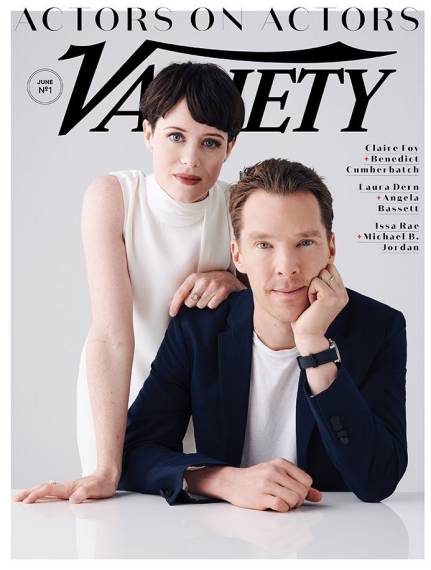 ACTORS ON ACTORS
VARIETY
JUNE
Nº1
Claire Foy
+Benedict
Cumberbatch
Laura Dern
+Angela
Bassett
Issa Rae
+Michael B.
Jordan